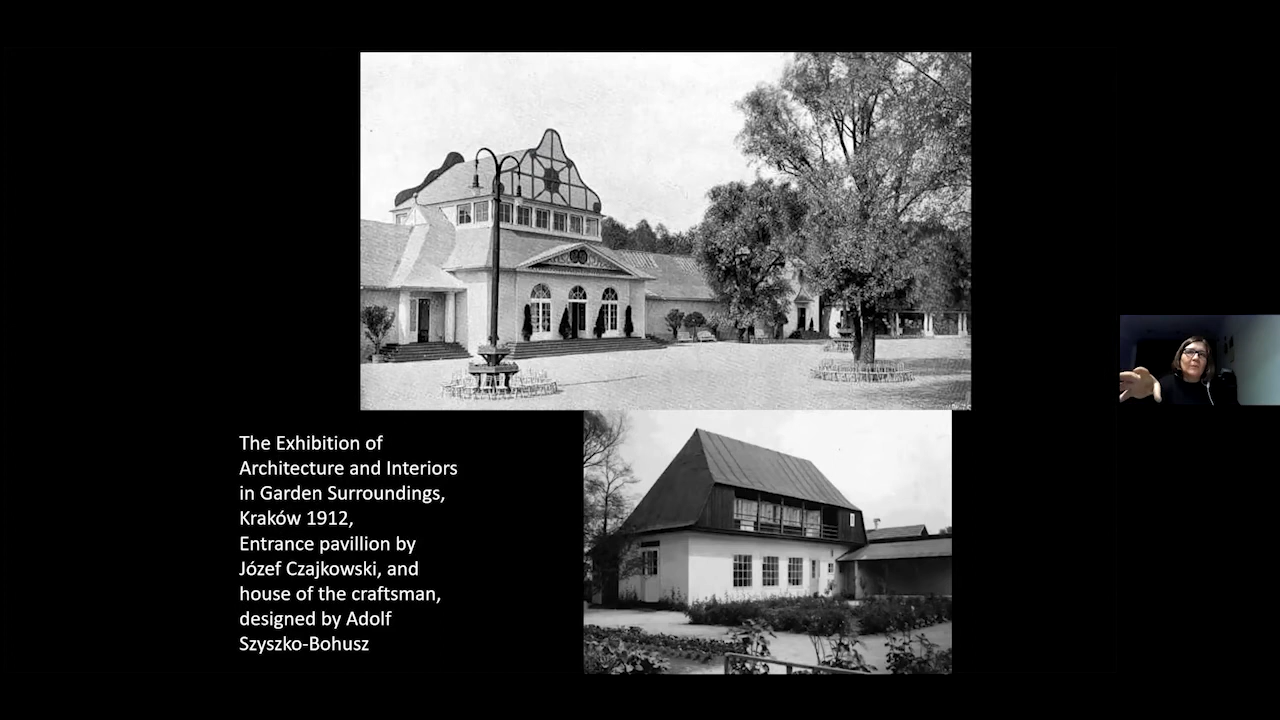 The Exhibition of
Architecture and Interiors
in Garden Surroundings,
Kraków 1912,
Entrance pavillion by
Józef Czajkowski, and
house of the craftsman,
designed by Adolf
Szyszko-Bohusz